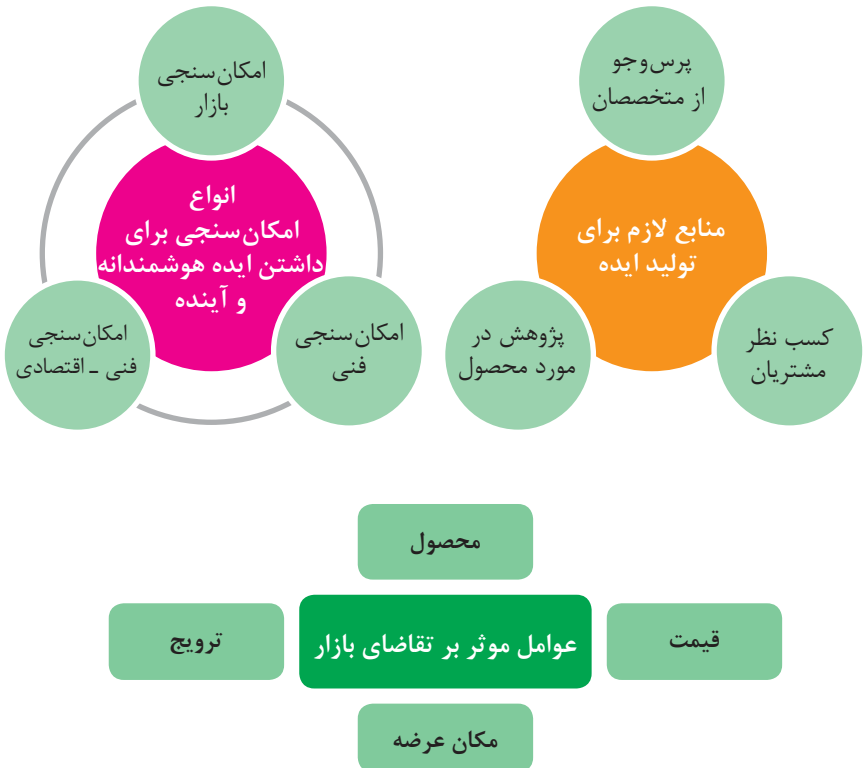 پرس‌وجو
از متخصصان
منابع لازم برای
تولید ایده
کسب نظر
مشتریان
پژوهش در
مورد محصول
امکان‌سنجی
بازار
انواع
امکان‌سنجی برای
داشتن ایده هوشمندانه
و آینده
امکان‌سنجی
فنی
امکان‌سنجی
فنی ـ اقتصادی
محصول
قیمت
عوامل موثر بر تقاضای بازار
ترویج
مکان عرضه